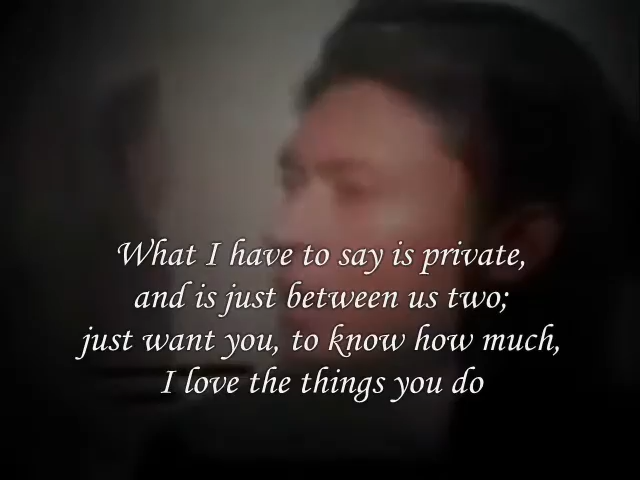 What I have to say is private,
and is just between us two;
just want you, to know how much,
I love the things you do